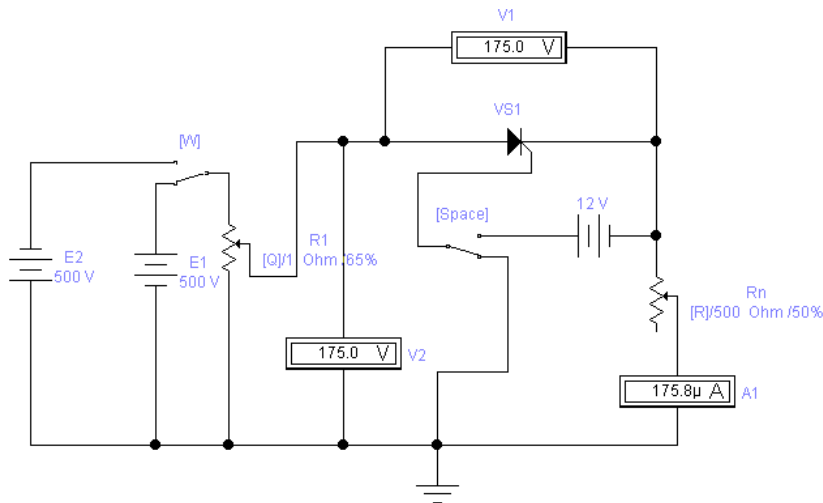 V1
175.0 V
VS1
[W]
[Space]
12 V
R1
[Q]/1 Ohm /65%
E2
500 V
E1
500 V
Rn
[R]/500 Ohm /50%
175.0 V
V2
175.8µ A
A1